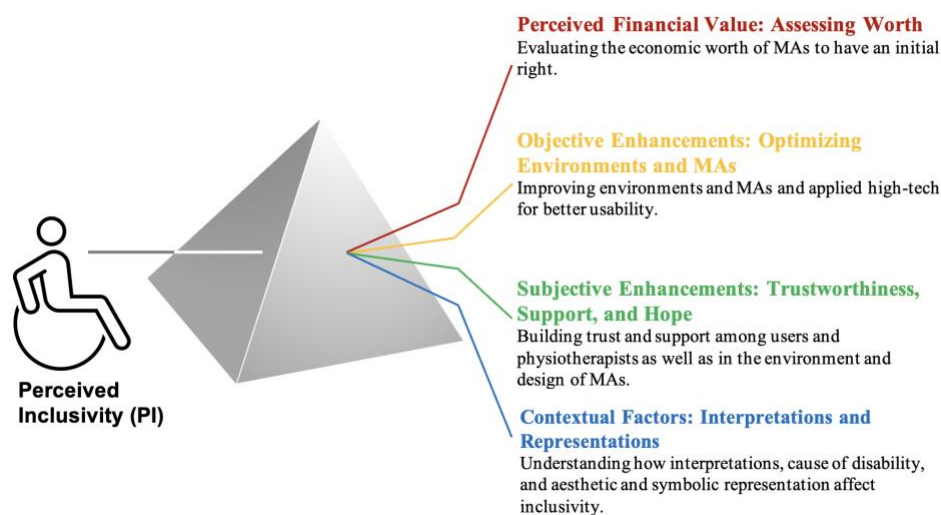 Perceived Financial Value: Assessing Worth
Evaluating the economic worth of MAs to have an initial
right.
Objective Enhancements: Optimizing
Environments and MAs
Improving environments and MAs and applied high-tech
for better usability.
Subjective Enhancements: Trustworthiness,
Support, and Hope
Building trust and support among users and
physiotherapists as well as in the environment and
design of MAs.
Perceived
Inclusivity (PI)
Contextual Factors: Interpretations and
Representations
Understanding how interpretations, cause of disability,
and aesthetic and symbolic representation affect
inclusivity.